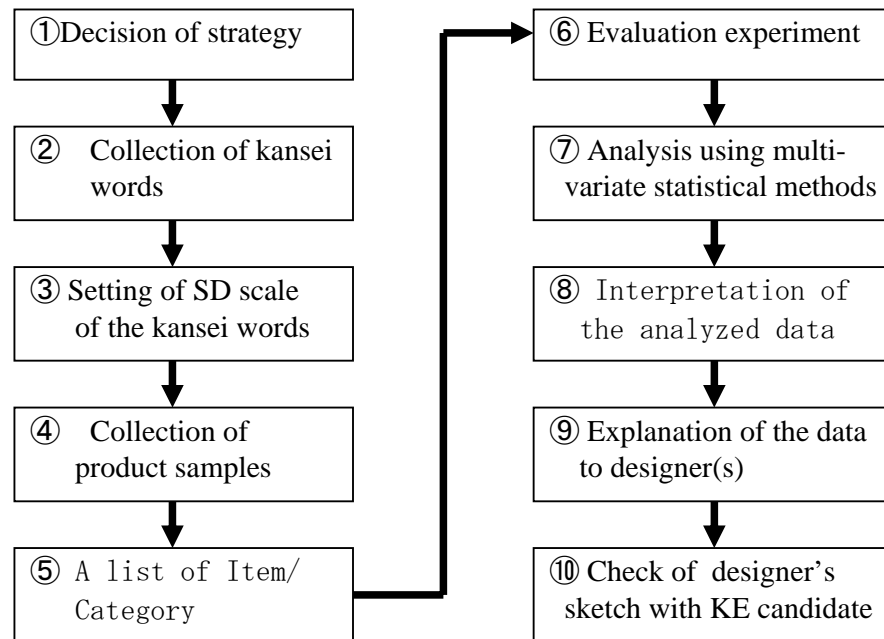 ①Decision of strategy
② Collection of kansei
words
③ Setting of SD scale
of the kansei words
④ Collection of
product samples
⑤ A list of Item/
Category
⑥ Evaluation experiment
⑦ Analysis using multi-
variate statistical methods
⑧ Interpretation of
the analyzed data
⑨ Explanation of the data
to designer(s)
⑩ Check of designer’s
sketch with KE candidate